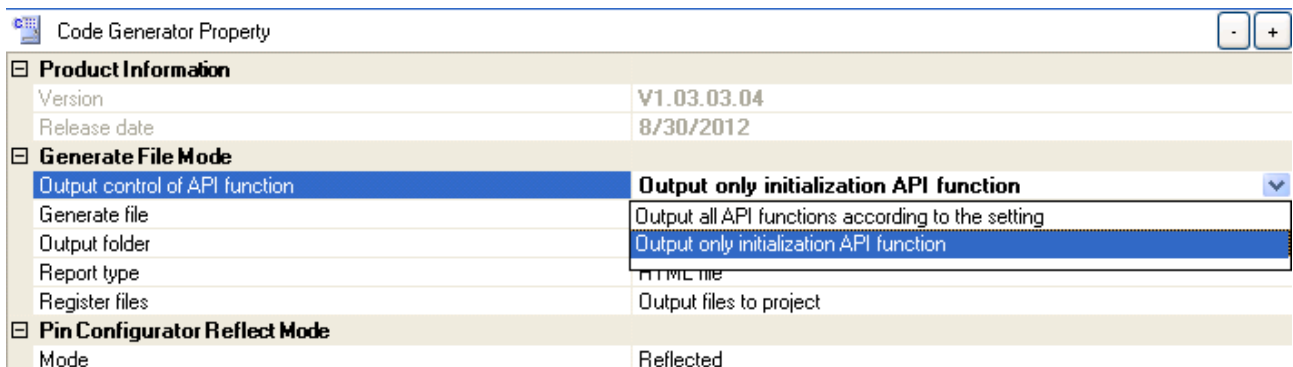 Code Generator Property
- +
Product Information
Version V1.03.03.04
Release date 8/30/2012
Generate File Mode
Output control of API function Output only initialization API function
Generate file Output all API functions according to the setting
Output folder Output only initialization API function
Report type HTML file
Register files Output files to project
Pin Configurator Reflect Mode
Mode Reflected